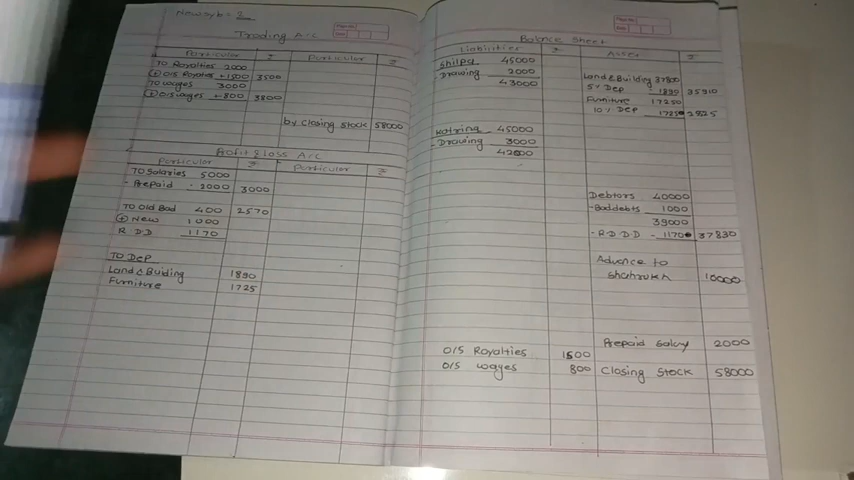 Trading A/C
Particular ₹ Particular ₹
To Royalties 2000
(+) O/S Royates +1500 3500
To wages 3000
(+) O/S wages +800 3800
by Closing stock 58000
Profit & loss A/C
Particular ₹ Particular ₹
To Salaries 5000
- Prepaid - 2000 3000
To Old Bad 400 2570
(+) New 1000
R.D.D 1170
To Dep
Land & Buiding 1890
Furniture 1725
Balance Sheet
Liabilities ₹ Asset ₹
Shilpa 45000
Drawing 2000
43000
Land & Building 37800
5% Dep 1890 35910
Furniture 17250
10% Dep 1725
45000
- Drawing 3000
42000
Debtors 40000
- Bad debts 1000
39000
- R.D.D - 1170 37830
Advance to
Shahrukh 10000
Prepaid Salary 2000
O/S Royalties 1500
O/S wages 800 Closing Stock 58000